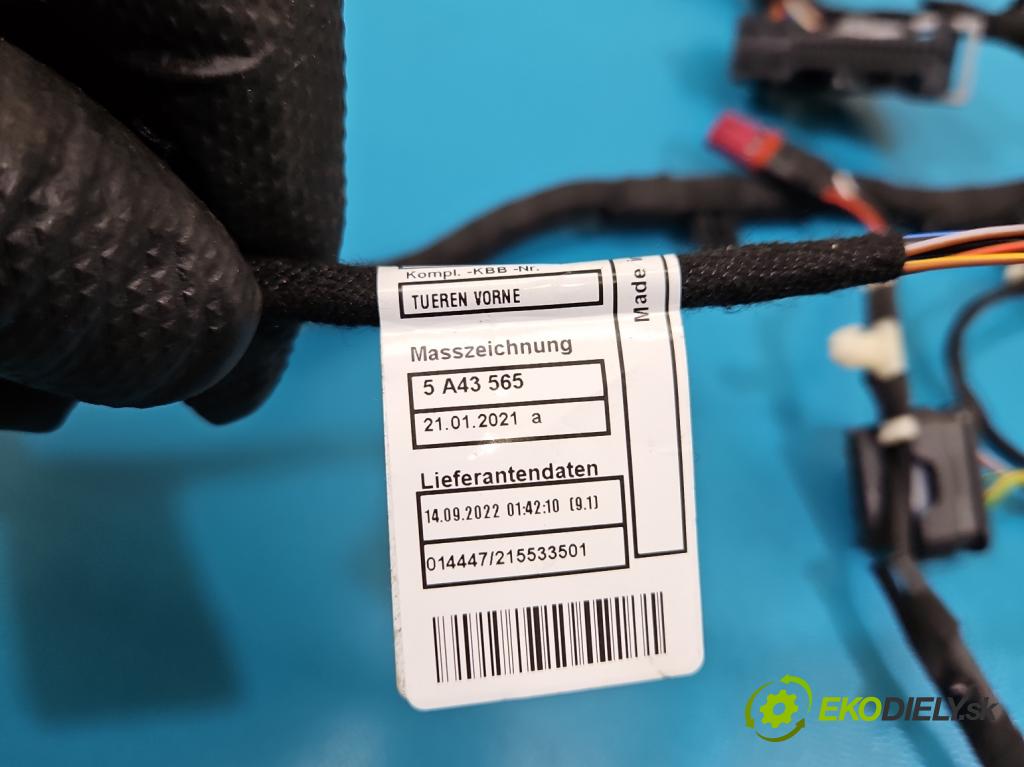 Kompl. -KBB -Nr.
TUEREN VORNE
Made in
Masszeichnung
5 A43 565
21.01.2021 a
Lieferantendaten
14.09.2022 01:42:10 (9.1)
014447/215533501
EKODIELY.sk